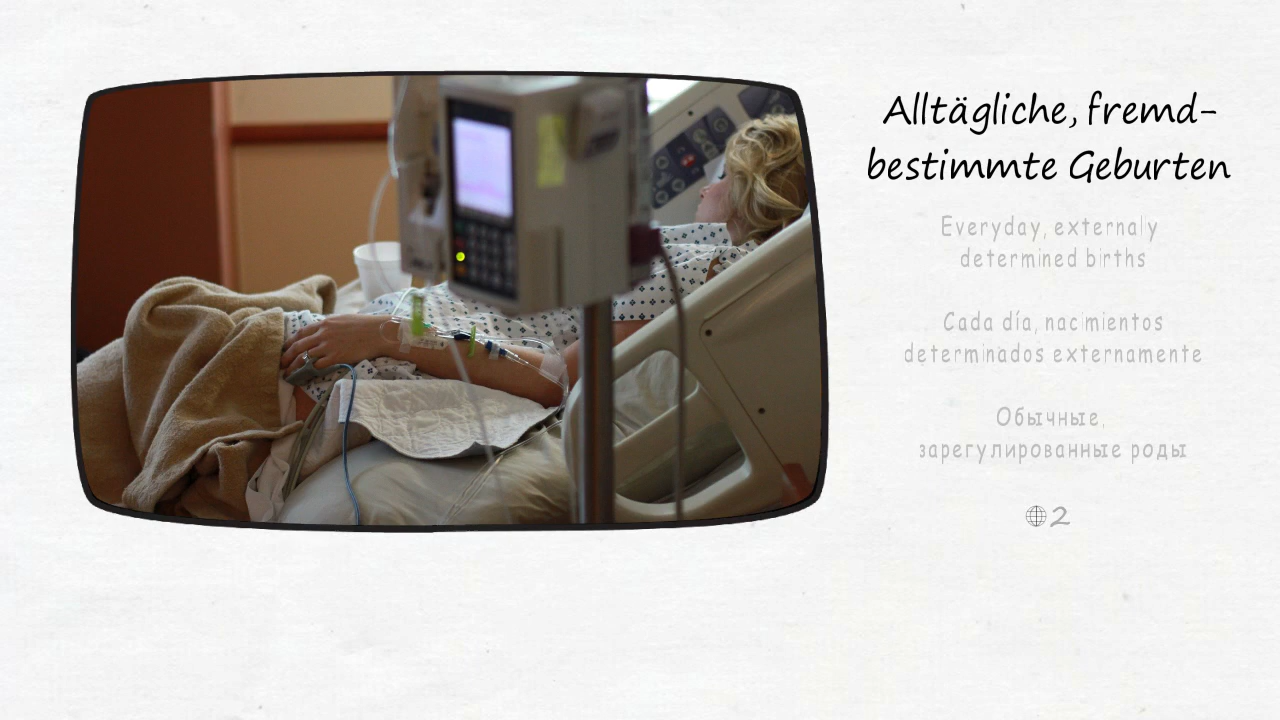 Alltägliche, fremd-
bestimmte Geburten
Everyday, externaly
determined births
Cada día, nacimientos
determinados externamente
Обычные,
зарегулированные роды
2